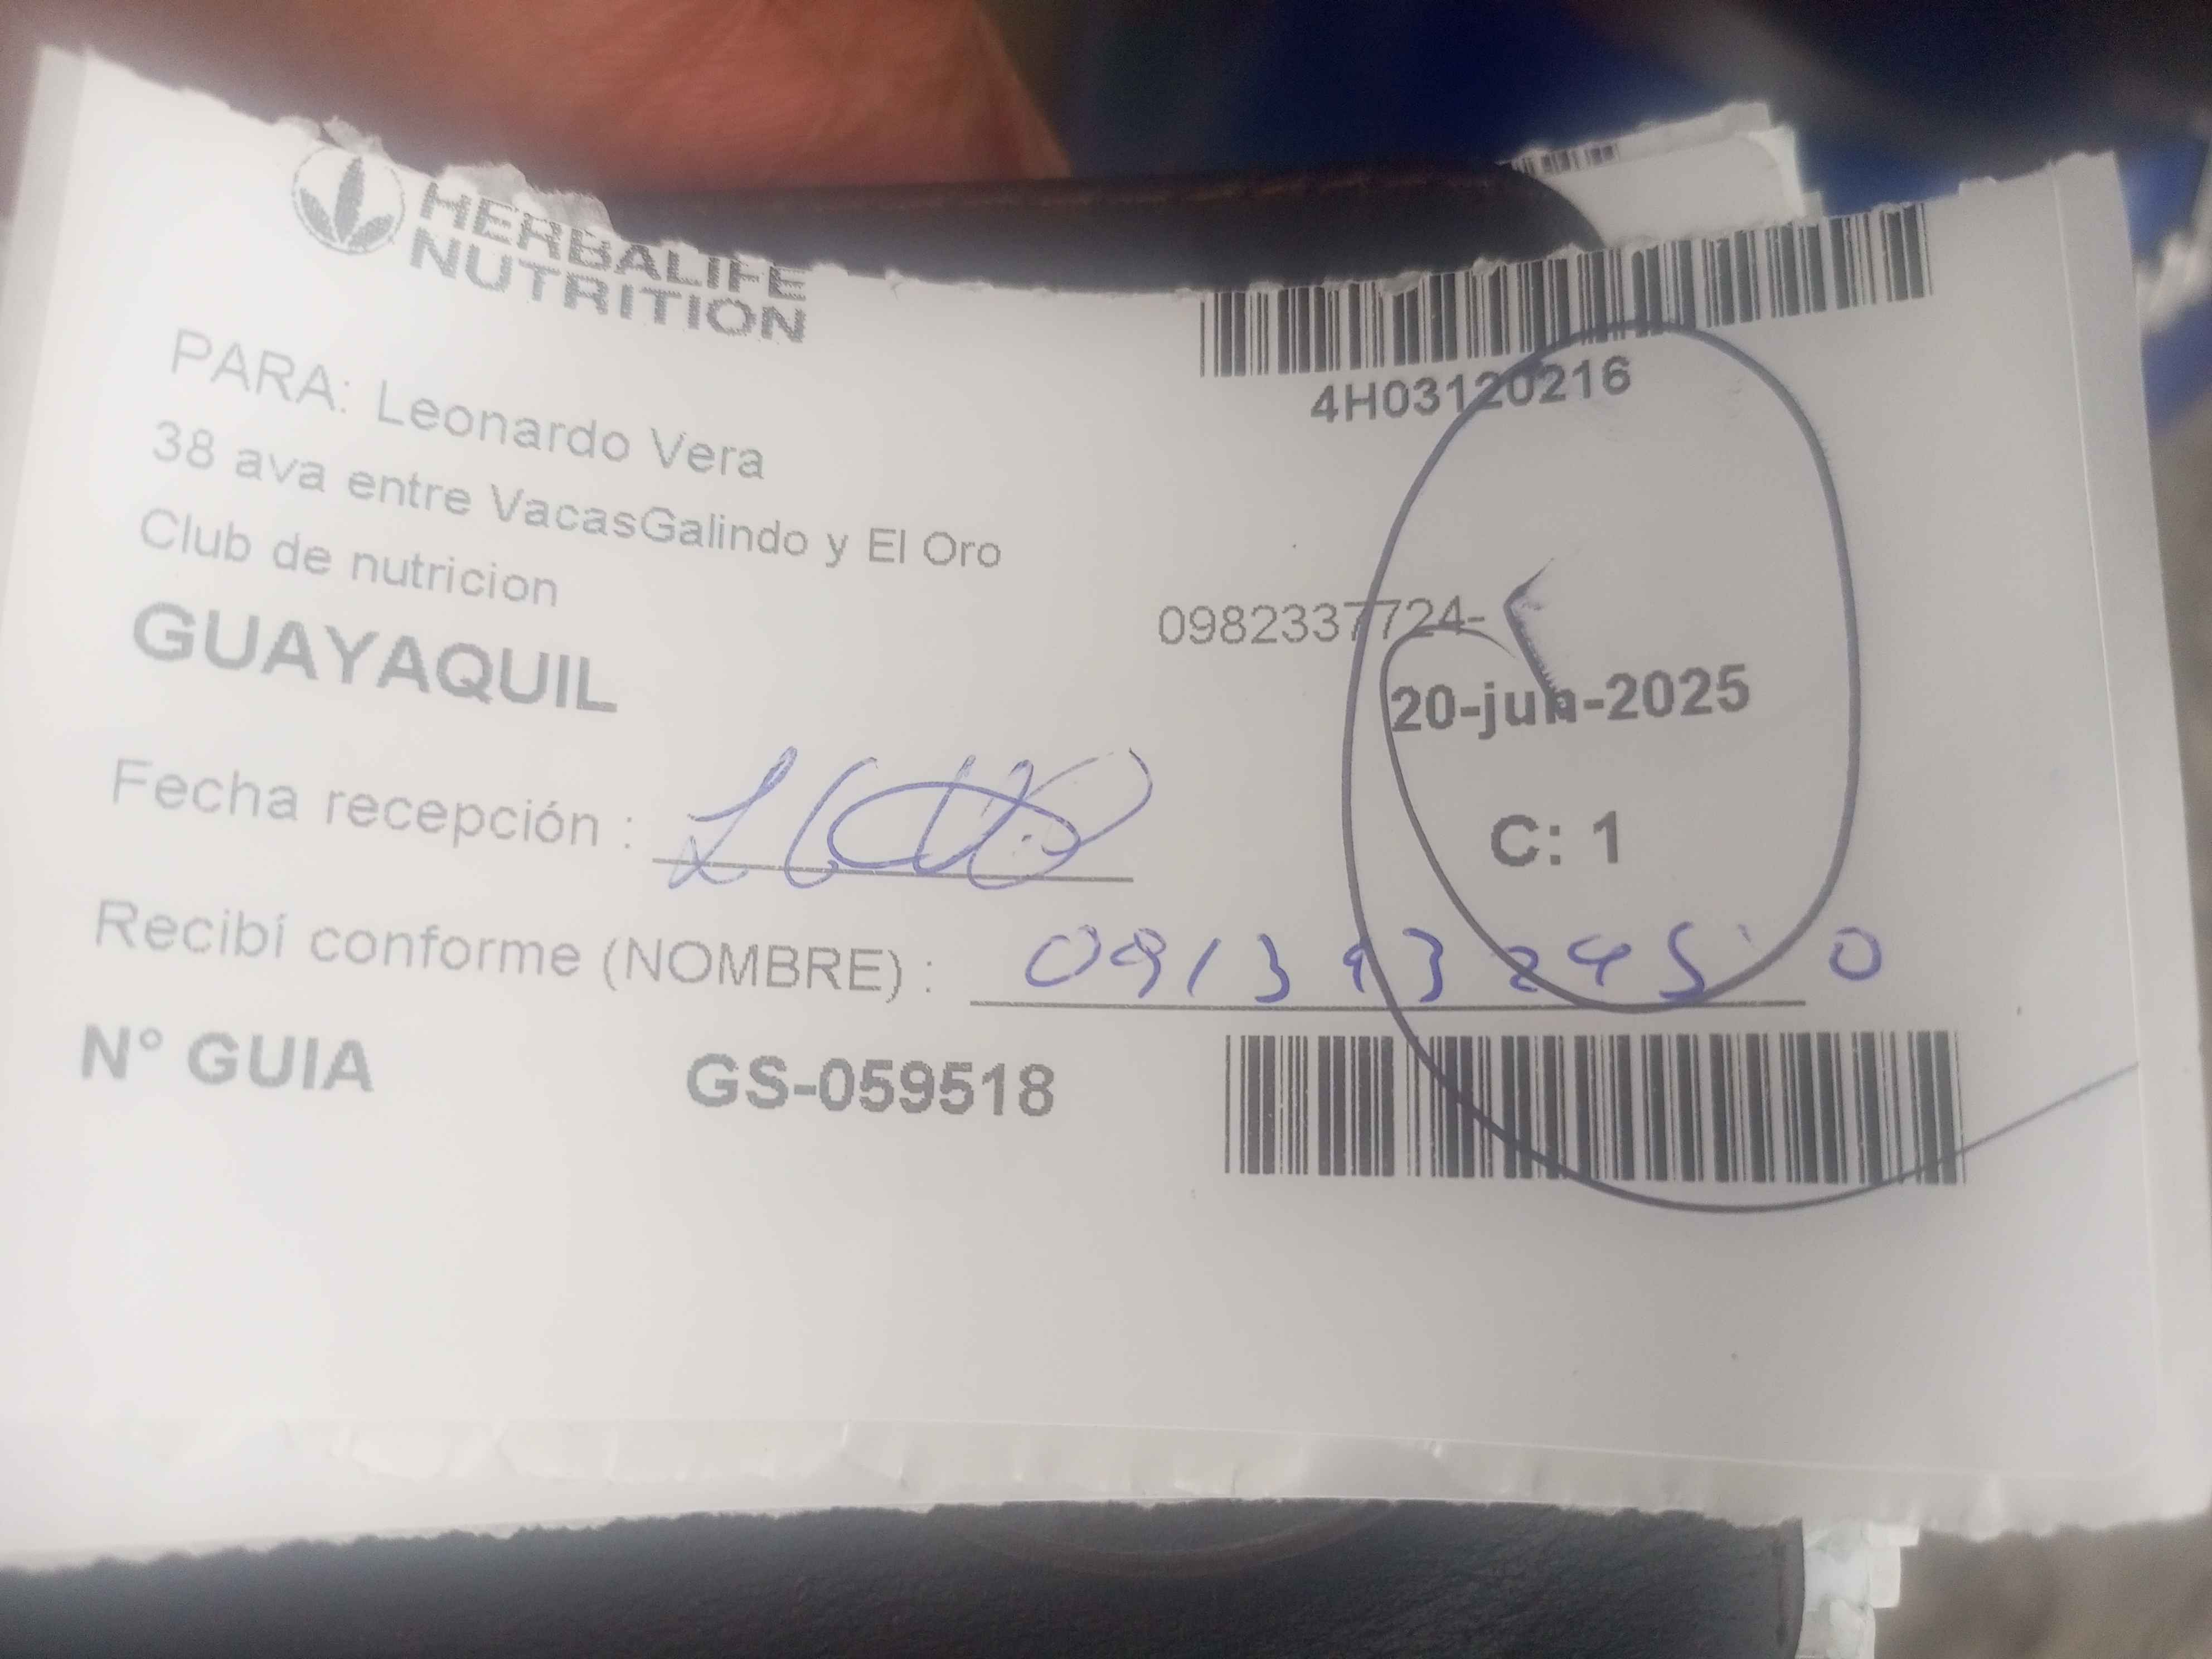 HERBALIFE
NUTRITION
4H03120216
PARA: Leonardo Vera
38 ava entre VacasGalindo y El Oro
Club de nutricion
0982337724-
GUAYAQUIL
20-jun-2025
C: 1
Fecha recepción :
Recibí conforme (NOMBRE) : 0913932450
N° GUIA GS-059518